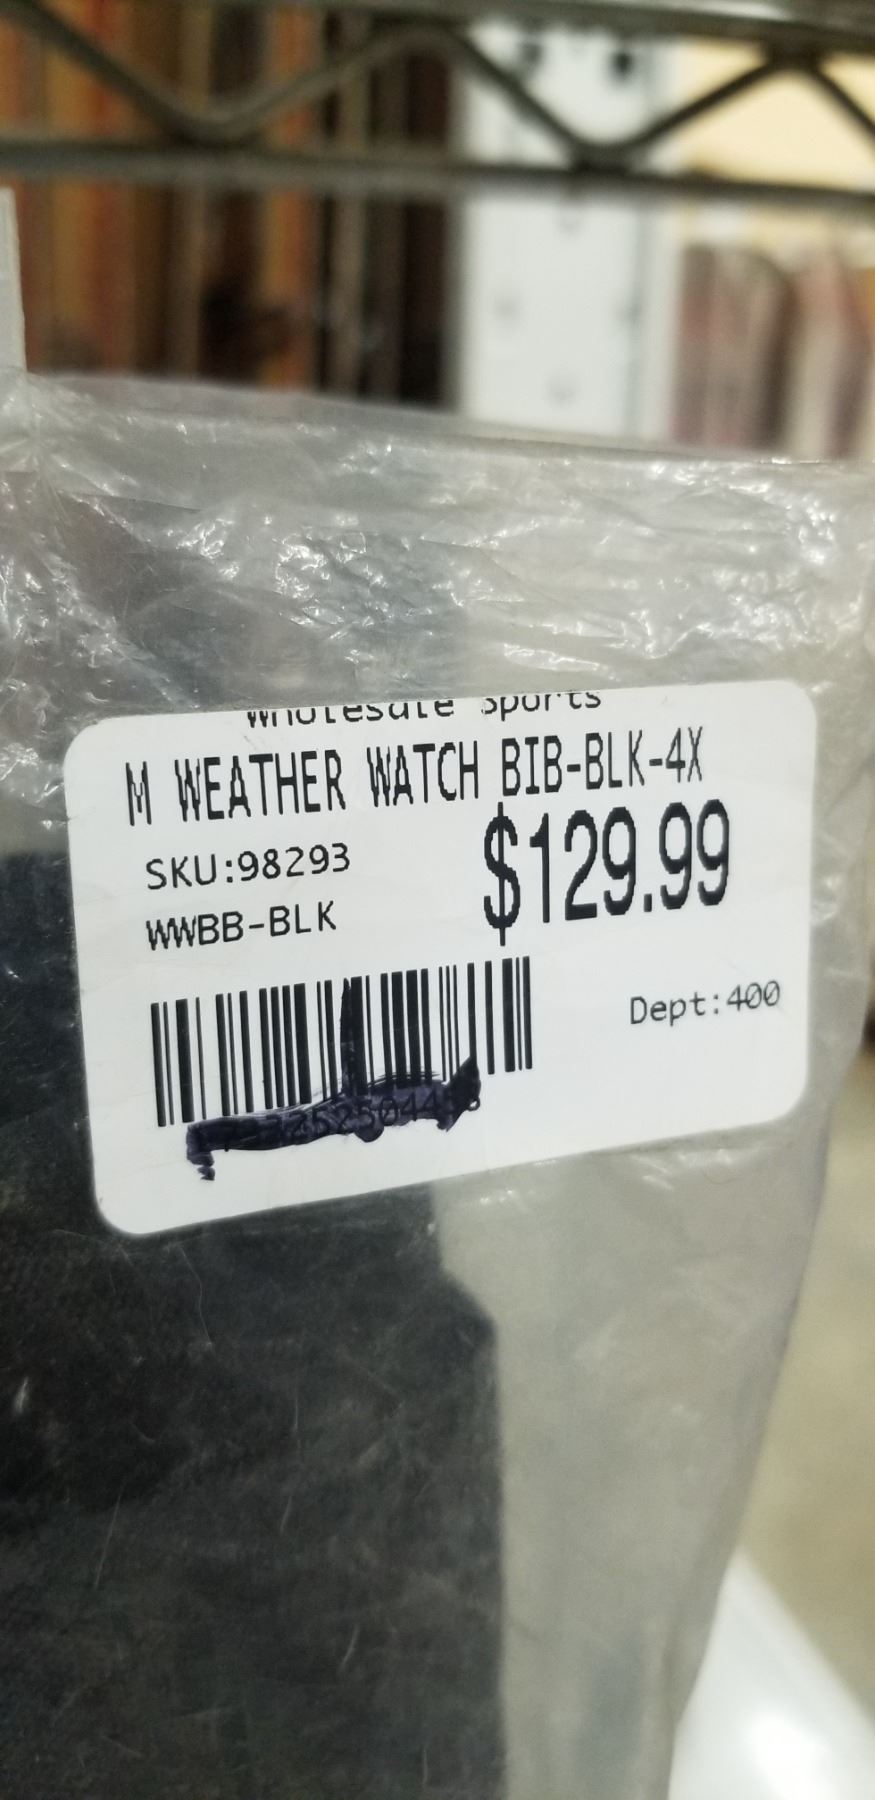 Wholesale Sports
M WEATHER WATCH BIB-BLK-4X
SKU:98293
$129.99
WWBB-BLK
Dept:400